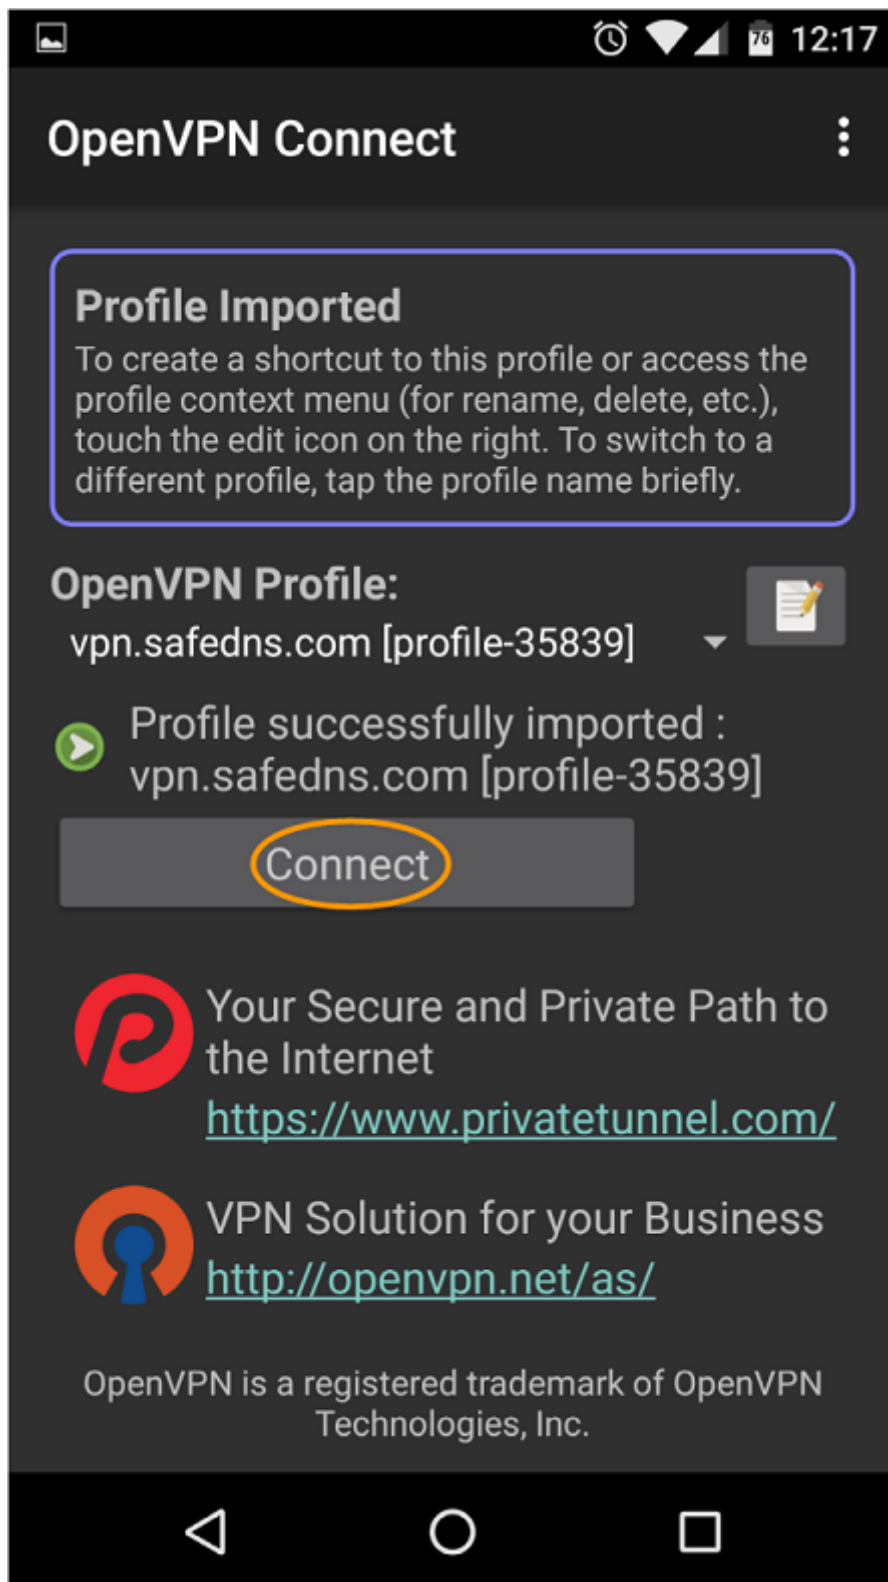 76 12:17
OpenVPN Connect
Profile Imported
To create a shortcut to this profile or access the
profile context menu (for rename, delete, etc.),
touch the edit icon on the right. To switch to a
different profile, tap the profile name briefly.
OpenVPN Profile:
vpn.safedns.com [profile-35839]
Profile successfully imported :
vpn.safedns.com [profile-35839]
Connect
Your Secure and Private Path to
the Internet
https://www.privatetunnel.com/
VPN Solution for your Business
http://openvpn.net/as/
OpenVPN is a registered trademark of OpenVPN
Technologies, Inc.